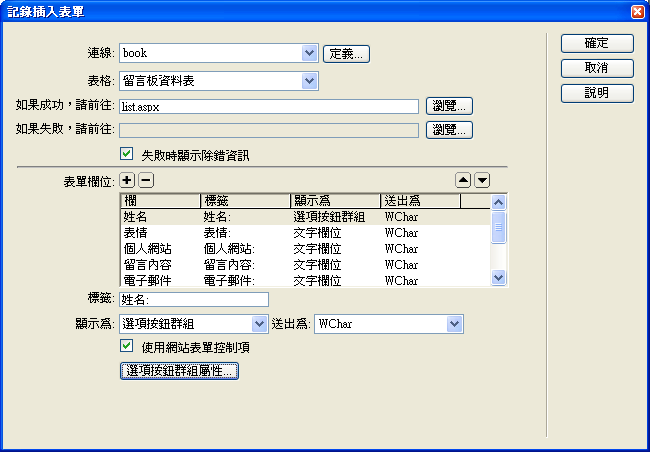 記錄插入表單
連線: book 定義...
表格: 留言板資料表
如果成功，請前往: list.aspx 瀏覽...
如果失敗，請前往: 瀏覽...
失敗時顯示除錯資訊
表單欄位:
欄 標籤 顯示為 送出為
姓名 姓名: 選項按鈕群組 WChar
表情 表情: 文字欄位 WChar
個人網站 個人網站: 文字欄位 WChar
留言內容 留言內容: 文字欄位 WChar
電子郵件 電子郵件: 文字欄位 WChar
標籤: 姓名:
顯示為: 選項按鈕群組 送出為: WChar
使用網站表單控制項
選項按鈕群組屬性...
確定
取消
說明